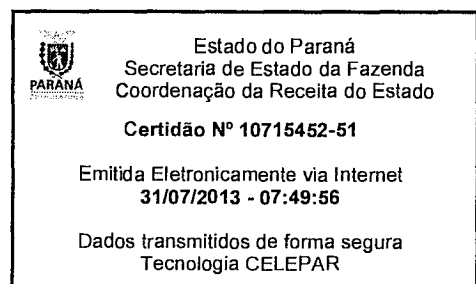 Estado do Paraná
Secretaria de Estado da Fazenda
PARANÁ
Coordenação da Receita do Estado
Certidão Nº 10715452-51
Emitida Eletronicamente via Internet
31/07/2013 - 07:49:56
Dados transmitidos de forma segura
Tecnologia CELEPAR